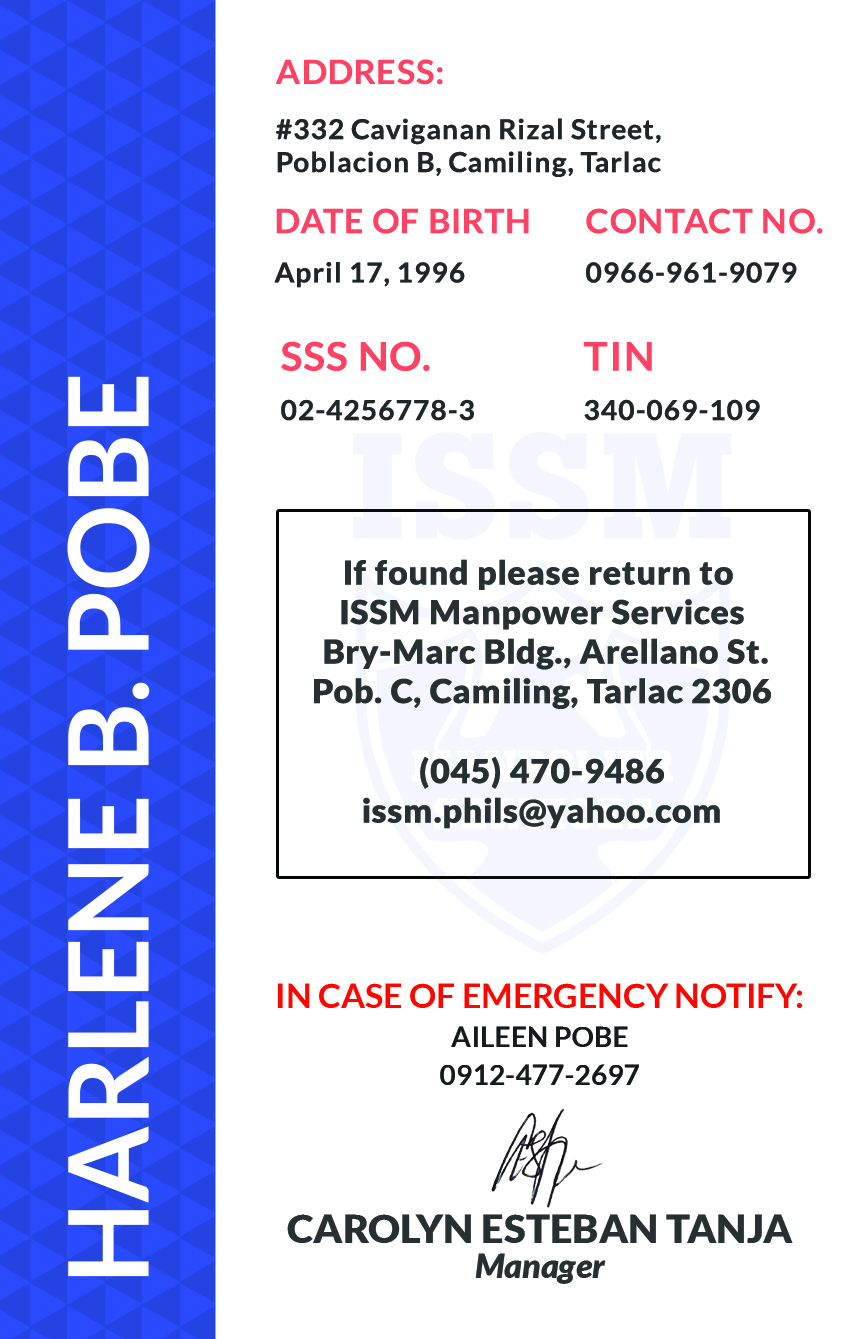 HARLENE B. POBE
ADDRESS:
#332 Caviganan Rizal Street,
Poblacion B, Camiling, Tarlac
DATE OF BIRTH
April 17, 1996
CONTACT NO.
0966-961-9079
SSS NO.
02-4256778-3
TIN
340-069-109
ISSM
If found please return to
ISSM Manpower Services
Bry-Marc Bldg., Arellano St.
Pob. C, Camiling, Tarlac 2306
(045) 470-9486
issm.phils@yahoo.com
IN CASE OF EMERGENCY NOTIFY:
AILEEN POBE
0912-477-2697
CAROLYN ESTEBAN TANJA
Manager